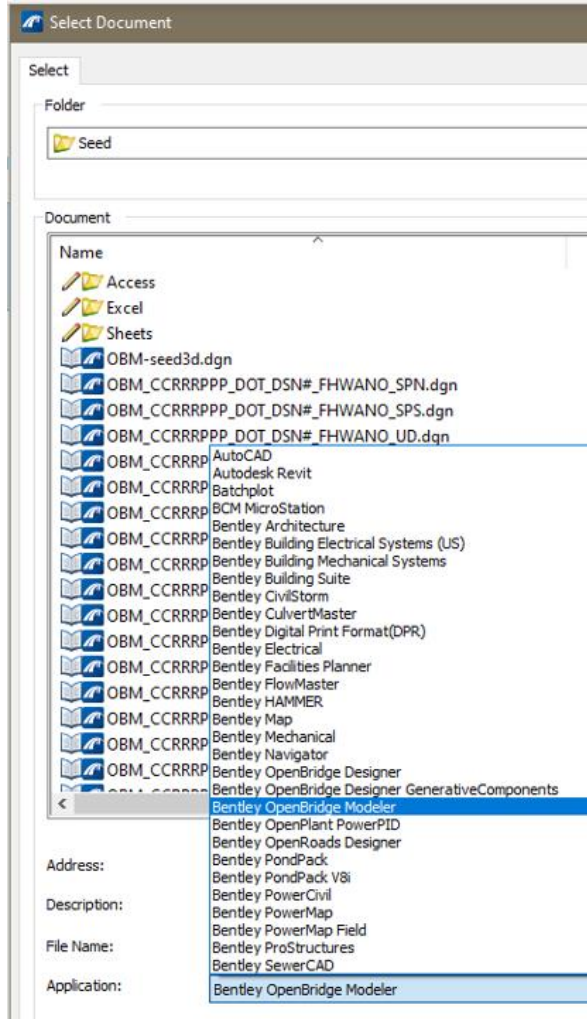 Select Document
Select
Folder
Seed
Document
Name
Access
Excel
Sheets
OBM-seed3d.dgn
OBM_CCRRRPPP_DOT_DSN#_FHWANO_SPN.dgn
OBM_CCRRRPPP_DOT_DSN#_FHWANO_SPS.dgn
OBM_CCRRRPPP_DOT_DSN#_FHWANO_UD.dgn
OBM_CCRRRP
OBM_CCRRRP
OBM_CCRRRP
OBM_CCRRRP
OBM_CCRRRP
OBM_CCRRRP
OBM_CCRRRP
OBM_CCRRRP
OBM_CCRRRP
OBM_CCRRRP
OBM_CCRRRP
OBM_CCRRRP
OBM_CCRRRP
AutoCAD
Autodesk Revit
Batchplot
BCM MicroStation
Bentley Architecture
Bentley Building Electrical Systems (US)
Bentley Building Mechanical Systems
Bentley Building Suite
Bentley CivilStorm
Bentley CulvertMaster
Bentley Digital Print Format(DPR)
Bentley Electrical
Bentley Facilities Planner
Bentley FlowMaster
Bentley HAMMER
Bentley Map
Bentley Mechanical
Bentley Navigator
Bentley OpenBridge Designer
Bentley OpenBridge Designer GenerativeComponents
Bentley OpenBridge Modeler
Bentley OpenPlant PowerPID
Bentley OpenRoads Designer
Bentley PondPack
Bentley PondPack V8i
Bentley PowerCivil
Bentley PowerMap
Bentley PowerMap Field
Bentley ProStructures
Bentley SewerCAD
Address:
Description:
File Name:
Application:
Bentley OpenBridge Modeler